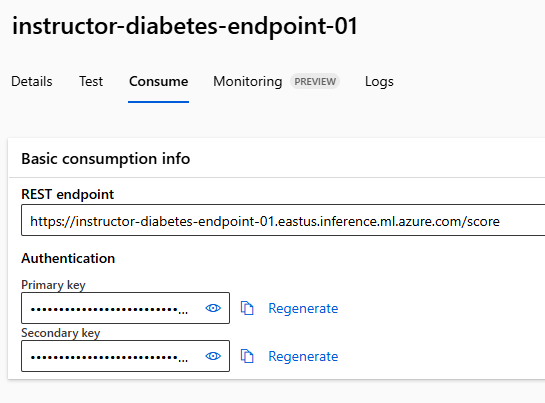 instructor-diabetes-endpoint-01
Details Test Consume Monitoring PREVIEW Logs
Basic consumption info
REST endpoint
https://instructor-diabetes-endpoint-01.eastus.inference.ml.azure.com/score
Authentication
Primary key
••••••••••••••••••••••••••... Regenerate
Secondary key
••••••••••••••••••••••••••... Regenerate